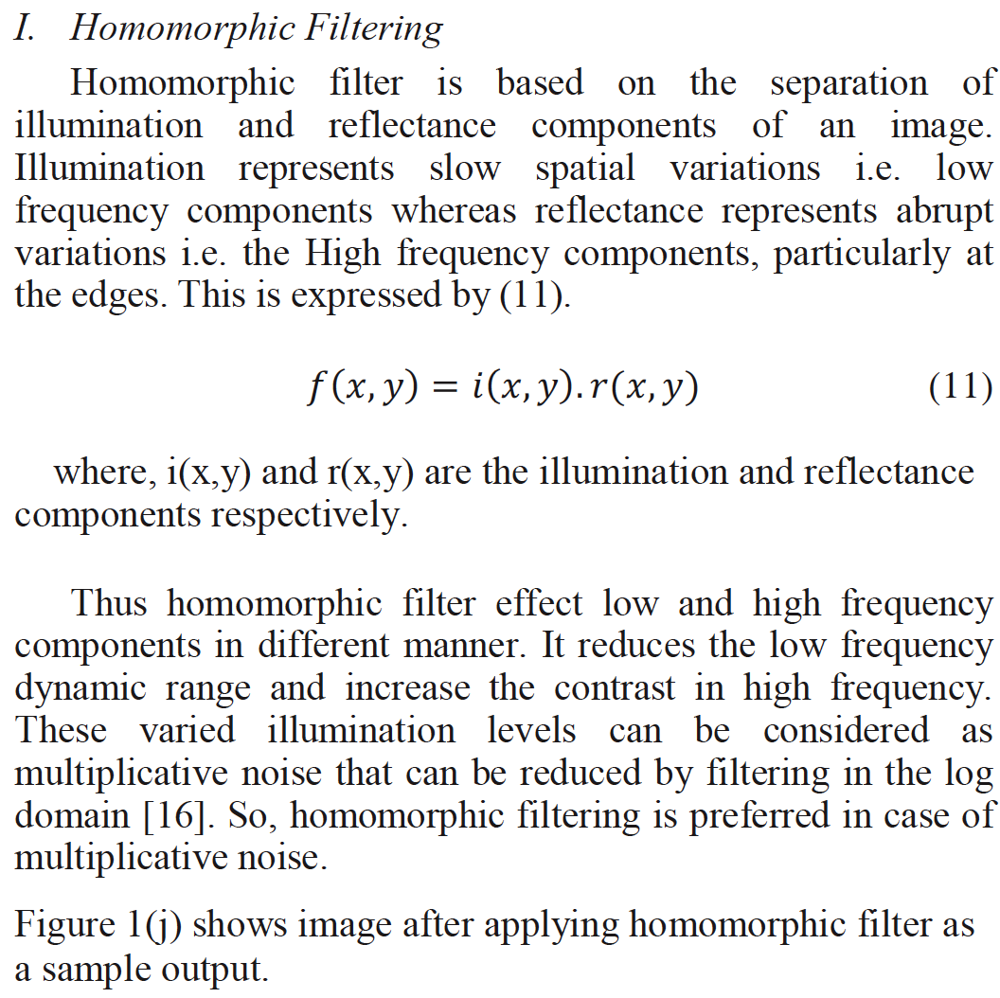 I. Homomorphic Filtering
Homomorphic filter is based on the separation of
illumination and reflectance components of an image.
Illumination represents slow spatial variations i.e. low
frequency components whereas reflectance represents abrupt
variations i.e. the High frequency components, particularly at
the edges. This is expressed by (11).
f(x, y) = i(x, y). r(x, y) (11)
where, i(x,y) and r(x,y) are the illumination and reflectance
components respectively.
Thus homomorphic filter effect low and high frequency
components in different manner. It reduces the low frequency
dynamic range and increase the contrast in high frequency.
These varied illumination levels can be considered as
multiplicative noise that can be reduced by filtering in the log
domain [16]. So, homomorphic filtering is preferred in case of
multiplicative noise.
Figure 1(j) shows image after applying homomorphic filter as
a sample output.